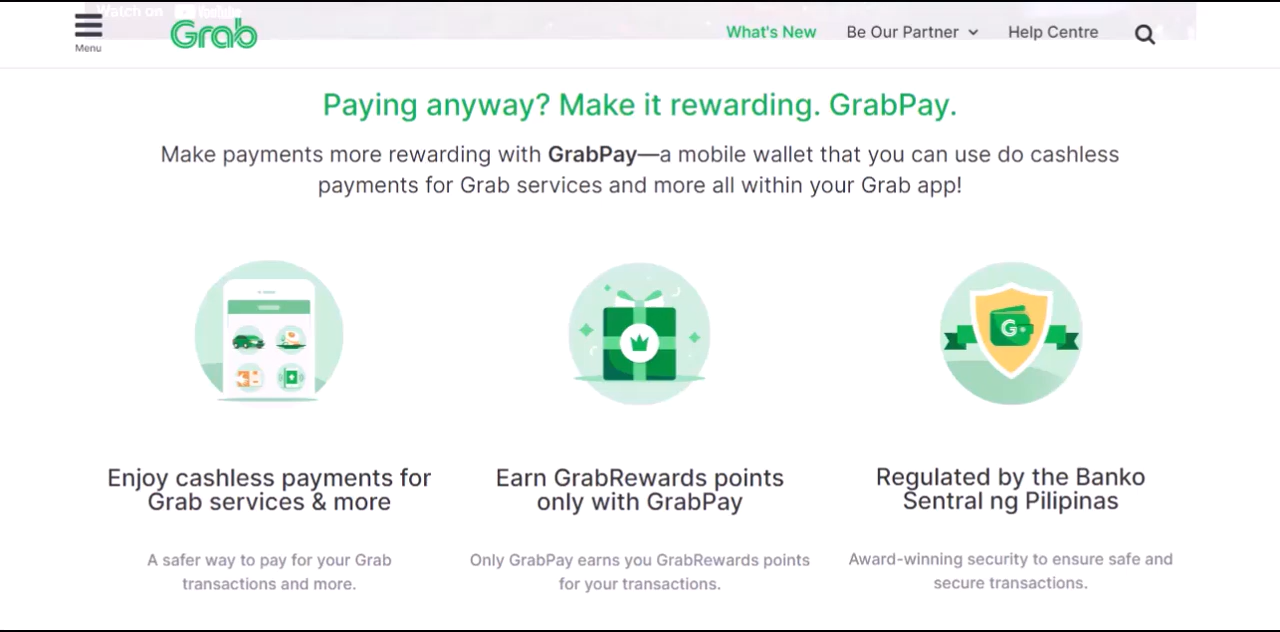 Watch on YouTube
Menu
Grab
What's New
Be Our Partner
Help Centre
Paying anyway? Make it rewarding. GrabPay.
Make payments more rewarding with GrabPay—a mobile wallet that you can use do cashless
payments for Grab services and more all within your Grab app!
G
Enjoy cashless payments for
Grab services & more
Earn GrabRewards points
only with GrabPay
Regulated by the Banko
Sentral ng Pilipinas
A safer way to pay for your Grab
transactions and more.
Only GrabPay earns you GrabRewards points
for your transactions.
Award-winning security to ensure safe and
secure transactions.